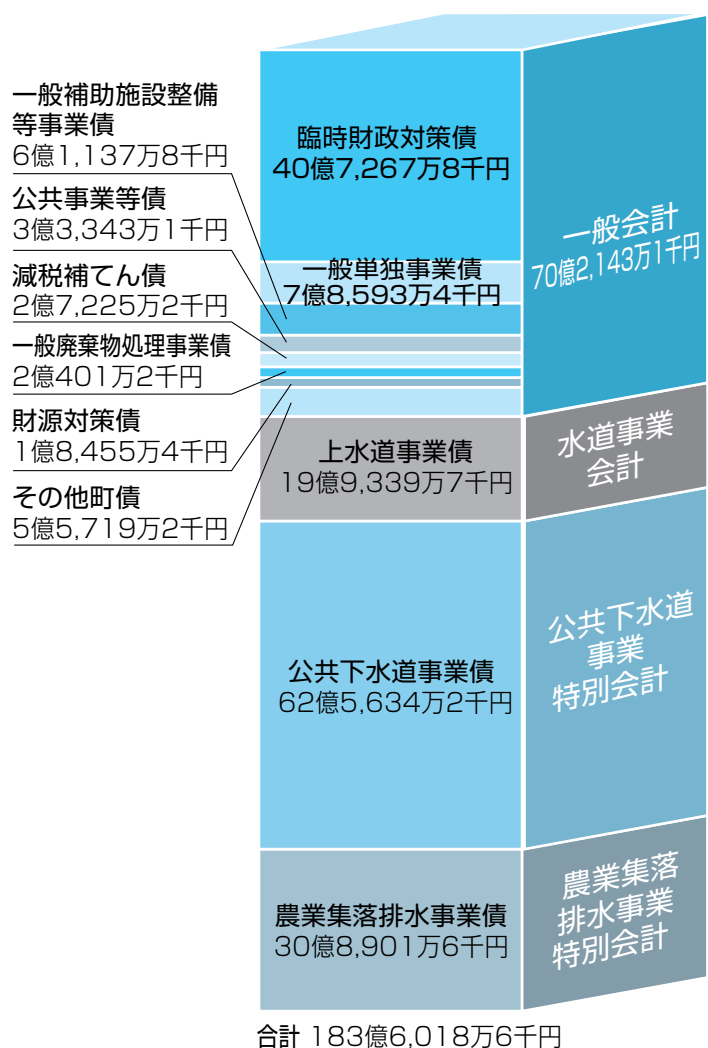 一般補助施設整備
等事業債
6億1,137万8千円
公共事業等債
3億3,343万1千円
減税補てん債
2億7,225万2千円
一般廃棄物処理事業債
2億401万2千円
財源対策債
1億8,455万4千円
その他町債
5億5,719万2千円
臨時財政対策債
40億7,267万8千円
一般単独事業債
7億8,593万4千円
上水道事業債
19億9,339万7千円
公共下水道事業債
62億5,634万2千円
農業集落排水事業債
30億8,901万6千円
一般会計
70億2,143万1千円
水道事業
会計
公共下水道
事業
特別会計
農業集落
排水事業
特別会計
合計 183億6,018万6千円